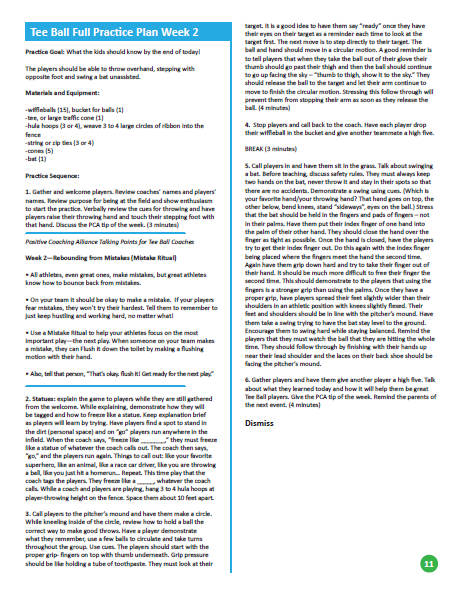 Tee Ball Full Practice Plan Week 2
Practice Goal: What the kids should know by the end of today!
The players should be able to throw overhand, stepping with
opposite foot and swing a bat unassisted.
Materials and Equipment:
-wiffleballs (15), bucket for balls (1)
-tee, or large traffic cone (1)
-hula hoops (3 or 4), weave 3 to 4 large circles of ribbon into the
fence
-string or zip ties (3 or 4)
-cones (5)
-bat (1)
Practice Sequence:
1. Gather and welcome players. Review coaches' names and players'
names. Review purpose for being at the field and show enthusiasm
to start the practice. Verbally review the cues for throwing and have
players raise their throwing hand and touch their stepping foot with
that hand. Discuss the PCA tip of the week. (3 minutes)
Positive Coaching Alliance Talking Points for Tee Ball Coaches
Week 2—Rebounding from Mistakes (Mistake Ritual)
• All athletes, even great ones, make mistakes, but great athletes
know how to bounce back from mistakes.
• On your team it should be okay to make a mistake. If your players
fear mistakes, they won't try their hardest. Tell them to remember to
just keep hustling and working hard, no matter what!
• Use a Mistake Ritual to help your athletes focus on the most
important play—the next play. When someone on your team makes
a mistake, they can Flush it down the toilet by making a flushing
motion with their hand.
• Also, tell that person, "That's okay, flush it! Get ready for the next play."
2. Statues: explain the game to players while they are still gathered
from the welcome. While explaining, demonstrate how they will
be tagged and how to freeze like a statue. Keep explanation brief
as players will learn by trying. Have players find a spot to stand in
the dirt (personal space) and on "go" players run anywhere in the
infield. When the coach says, "freeze like ________," they must freeze
like a statue of whatever the coach calls out. The coach then says,
"go," and the players run again. Things to call out: like your favorite
superhero, like an animal, like a race car driver, like you are throwing
a ball, like you just hit a homerun... Repeat. This time play that the
coach tags the players. They freeze like a ______, whatever the coach
calls. While a coach and players are playing, hang 3 to 4 hula hoops at
player-throwing height on the fence. Space them about 10 feet apart.
3. Call players to the pitcher's mound and have them make a circle.
While kneeling inside of the circle, review how to hold a ball the
correct way to make good throws. Have a player demonstrate
what they remember, use a few balls to circulate and take turns
throughout the group. Use cues. The players should start with the
proper grip- fingers on top with thumb underneath. Grip pressure
should be like holding a tube of toothpaste. They must look at their
target. It is a good idea to have them say "ready" once they have
their eyes on their target as a reminder each time to look at the
target first. The next move is to step directly to their target. The
ball and hand should move in a circular motion. A good reminder is
to tell players that when they take the ball out of their glove their
thumb should go past their thigh and then the ball should continue
to go up facing the sky – "thumb to thigh, show it to the sky." They
should release the ball to the target and let their arm continue to
move to finish the circular motion. Stressing this follow through will
prevent them from stopping their arm as soon as they release the
ball. (4 minutes)
4. Stop players and call back to the coach. Have each player drop
their wiffleball in the bucket and give another teammate a high five.
BREAK (3 minutes)
5. Call players in and have them sit in the grass. Talk about swinging
a bat. Before teaching, discuss safety rules. They must always keep
two hands on the bat, never throw it and stay in their spots so that
there are no accidents. Demonstrate a swing using cues. (Which is
your favorite hand/your throwing hand? That hand goes on top, the
other below, bend knees, stand "sideways", eyes on the ball.) Stress
that the bat should be held in the fingers and pads of fingers – not
in their palms. Have them put their index finger of one hand into
the palm of their other hand. They should close the hand over the
finger as tight as possible. Once the hand is closed, have the players
try to get their index finger out. Do this again with the index finger
being placed where the fingers meet the hand the second time.
Again have them grip down hard and try to take their finger out of
their hand. It should be much more difficult to free their finger the
second time. This should demonstrate to the players that using the
fingers is a stronger grip than using the palms. Once they have a
proper grip, have players spread their feet slightly wider than their
shoulders in an athletic position with knees slightly flexed. Their
feet and shoulders should be in line with the pitcher's mound. Have
them take a swing trying to have the bat stay level to the ground.
Encourage them to swing hard while staying balanced. Remind the
players that they must watch the ball that they are hitting the whole
time. They should follow through by finishing with their hands up
near their lead shoulder and the laces on their back shoe should be
facing the pitcher's mound.
6. Gather players and have them give another player a high five. Talk
about what they learned today and how it will help them be great
Tee Ball players. Give the PCA tip of the week. Remind the parents of
the next event. (4 minutes)
Dismiss
11